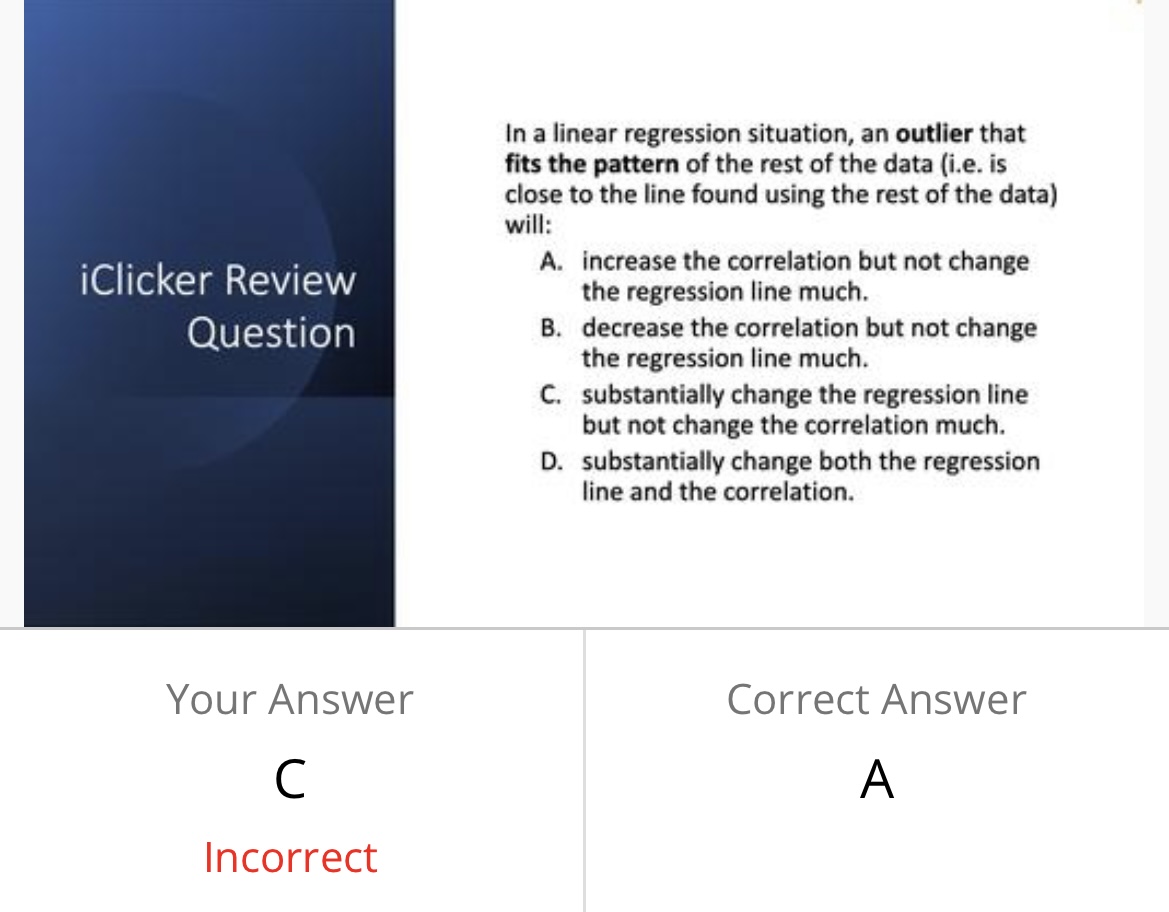 iClicker Review
Question
In a linear regression situation, an outlier that
fits the pattern of the rest of the data (i.e. is
close to the line found using the rest of the data)
will:
A. increase the correlation but not change
the regression line much.
B. decrease the correlation but not change
the regression line much.
C. substantially change the regression line
but not change the correlation much.
D. substantially change both the regression
line and the correlation.
Your Answer
C
Incorrect
Correct Answer
A